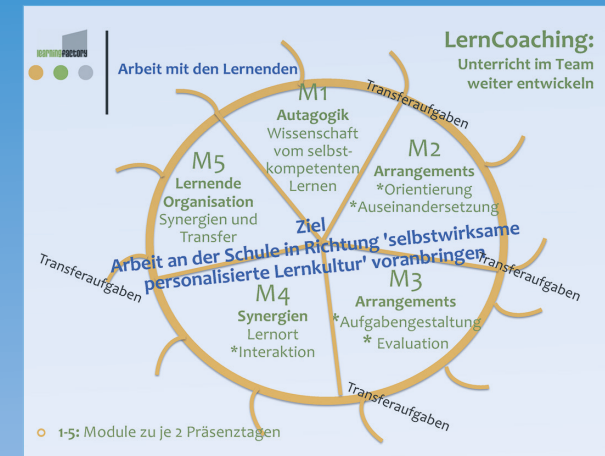 learningfactory
LernCoaching:
Unterricht im Team
weiter entwickeln
Arbeit mit den Lernenden
Transferaufgaben
M1
Autagogik
Wissenschaft
vom selbst-
kompetenten
Lernen
M2
Arrangements
*Orientierung
*Auseinandersetzung
M5
Lernende
Organisation
Synergien und
Transfer
Ziel
Arbeit an der Schule in Richtung 'selbstwirksame
personalisierte Lernkultur' voranbringen
Transferaufgaben
Transferaufgaben
M4
Synergien
Lernort
*Interaktion
M3
Arrangements
*Aufgabengestaltung
* Evaluation
Transferaufgaben
1-5: Module zu je 2 Präsenztagen